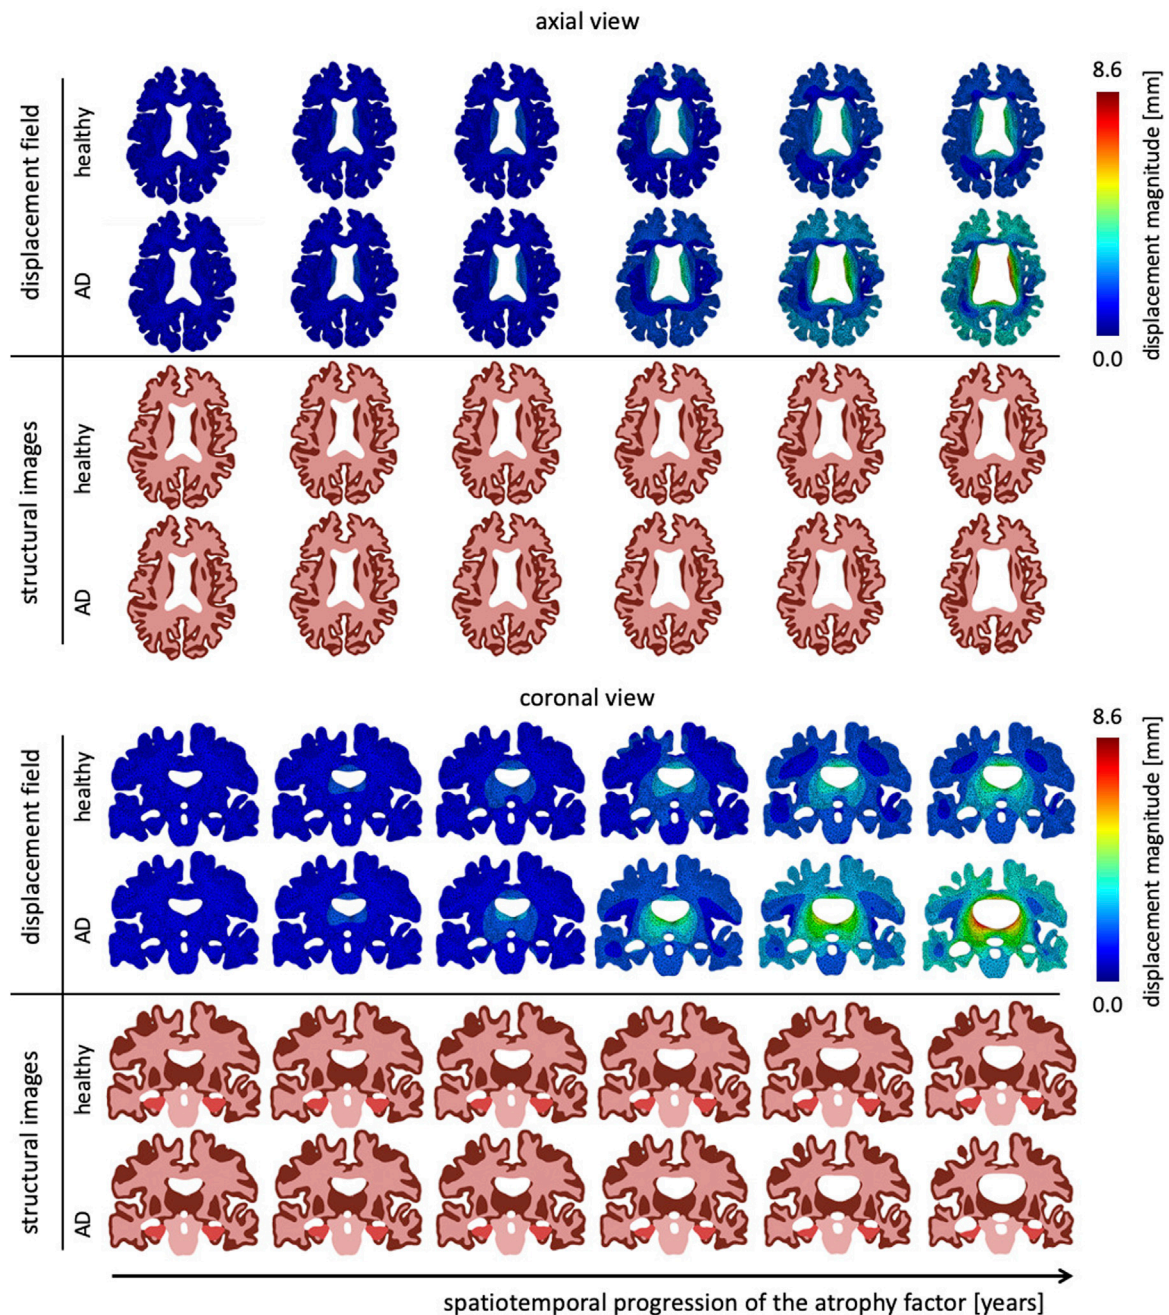 axial view
8.6
displacement field
healthy
AD
displacement magnitude [mm]
0.0
structural images
healthy
AD
coronal view
8.6
displacement field
healthy
AD
displacement magnitude [mm]
0.0
structural images
healthy
AD
spatiotemporal progression of the atrophy factor [years]